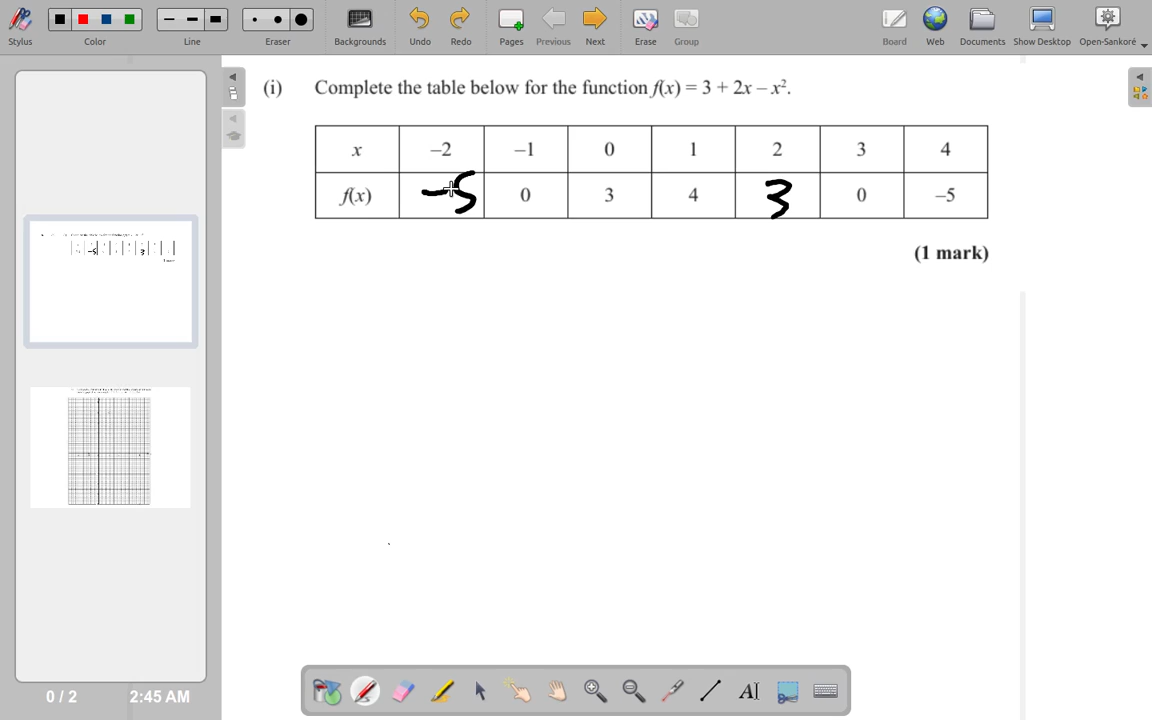 Stylus Color Line Eraser Backgrounds Undo Redo Pages Previous Next Erase Group Board Web Documents Show Desktop Open-Sankoré
(i) Complete the table below for the function f(x) = 3 + 2x – x².
x –2 –1 0 1 2 3 4
f(x) –5 0 3 4 3 0 –5
(1 mark)
0 / 2 2:45 AM
AI